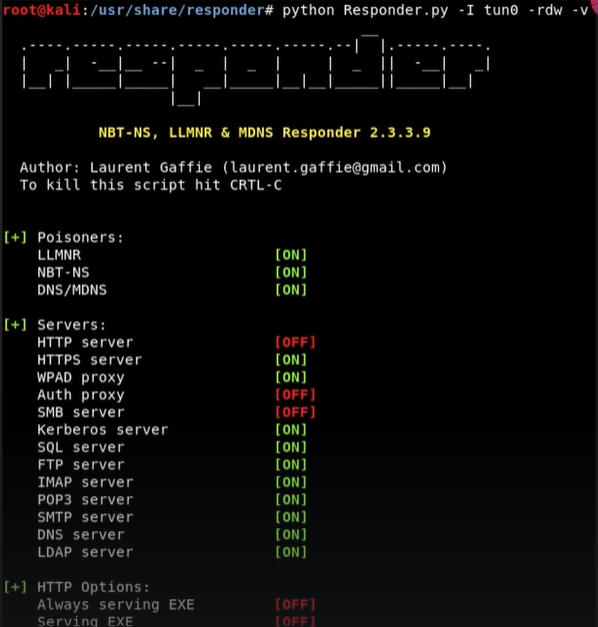 root@kali:/usr/share/responder# python Responder.py -I tun0 -rdw -v
NBT-NS, LLMNR & MDNS Responder 2.3.3.9
Author: Laurent Gaffie (laurent.gaffie@gmail.com)
To kill this script hit CRTL-C
[+] Poisoners:
LLMNR [ON]
NBT-NS [ON]
DNS/MDNS [ON]
[+] Servers:
HTTP server [OFF]
HTTPS server [ON]
WPAD proxy [ON]
Auth proxy [OFF]
SMB server [OFF]
Kerberos server [ON]
SQL server [ON]
FTP server [ON]
IMAP server [ON]
POP3 server [ON]
SMTP server [ON]
DNS server [ON]
LDAP server [ON]
[+] HTTP Options:
Always serving EXE [OFF]
Serving EXE [OFF]